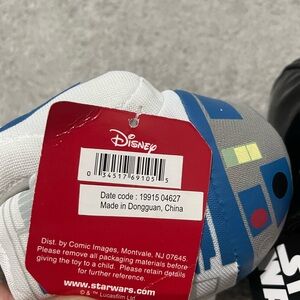 Disney
0 34517 69105 5
Date code : 19915 04627
Made in Dongguan, China
Dist. by Comic Images, Montvale, NJ 07645.
Please remove all packaging materials before
giving the toy to a child. Please retain details
for further reference.
www.starwars.com
© & ™ Lucasfilm Ltd